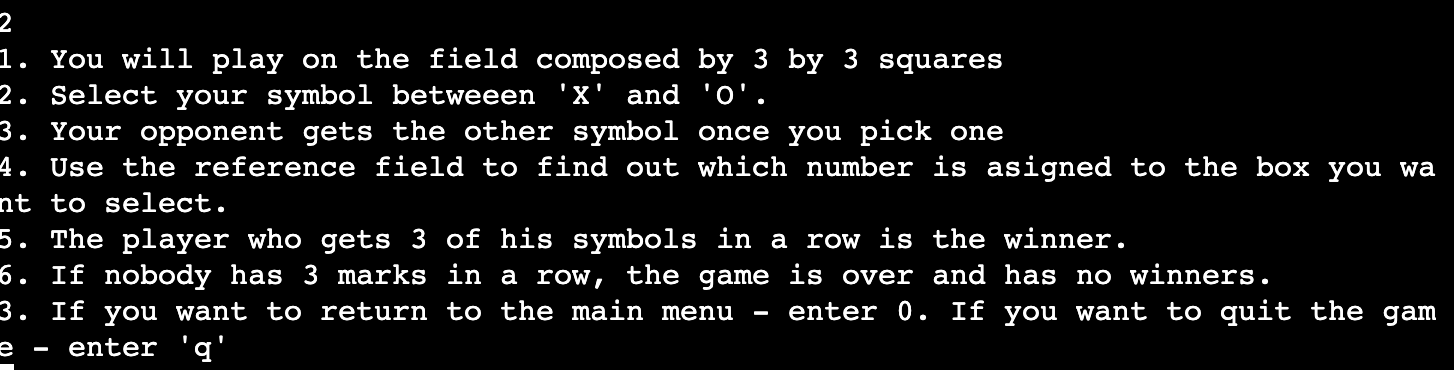 2
1. You will play on the field composed by 3 by 3 squares
2. Select your symbol betweeen 'X' and 'O'.
3. Your opponent gets the other symbol once you pick one
4. Use the reference field to find out which number is asigned to the box you wa
nt to select.
5. The player who gets 3 of his symbols in a row is the winner.
6. If nobody has 3 marks in a row, the game is over and has no winners.
3. If you want to return to the main menu – enter 0. If you want to quit the gam
e – enter 'q'